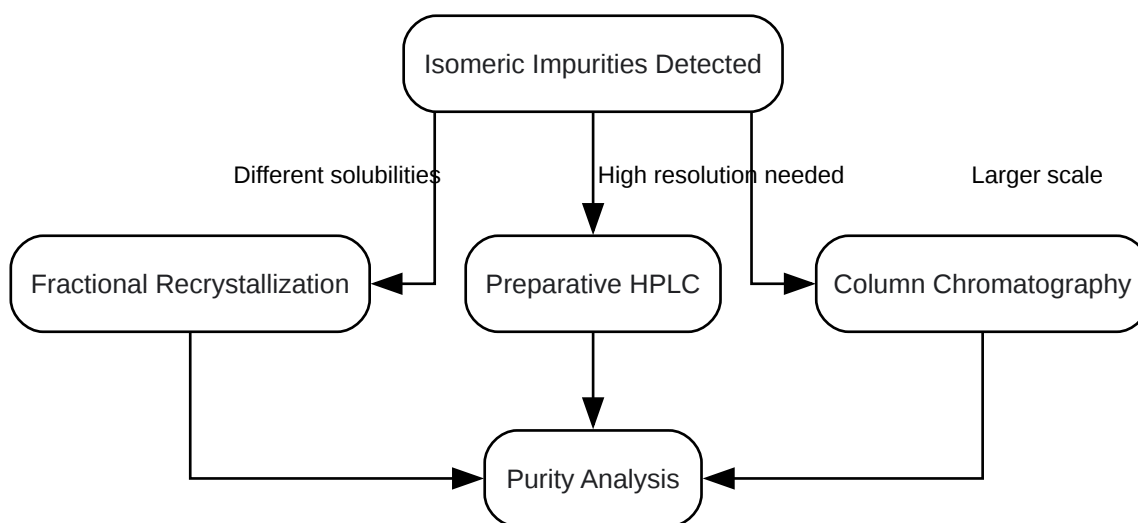 Isomeric Impurities Detected
Different solubilities
High resolution needed
Larger scale
Fractional Recrystallization
Preparative HPLC
Column Chromatography
Purity Analysis